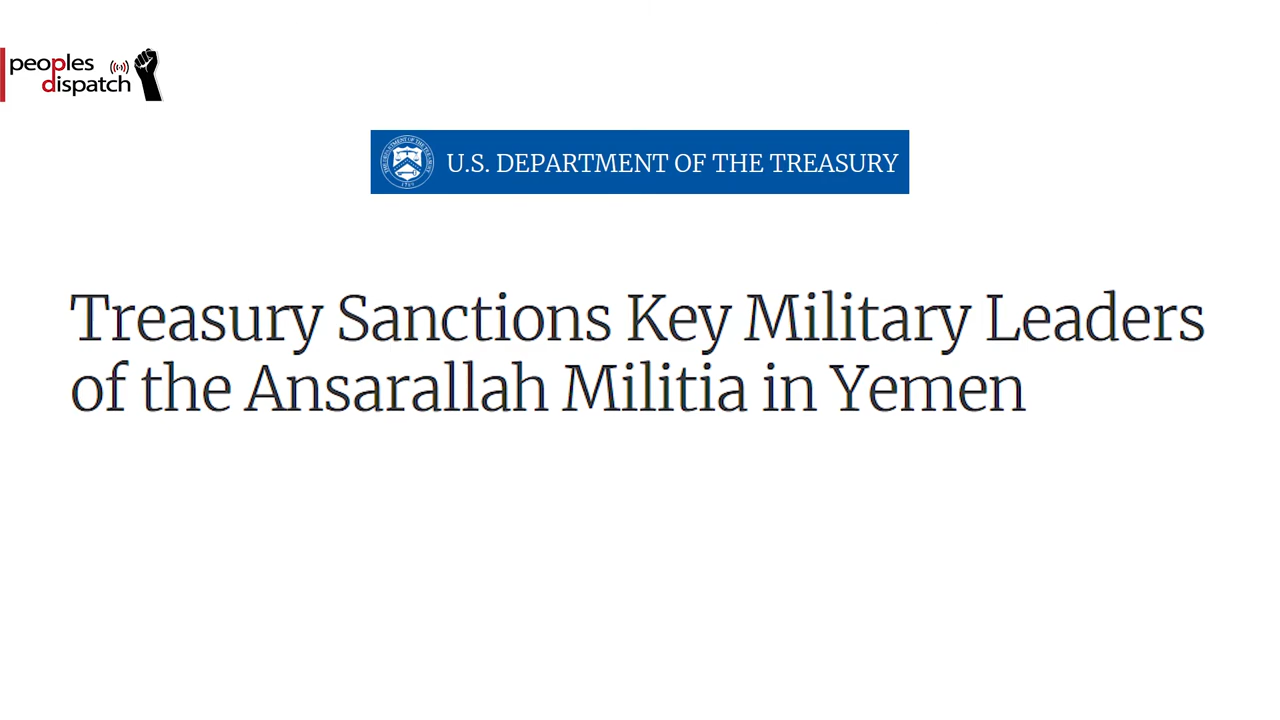 peoples
dispatch
U.S. DEPARTMENT OF THE TREASURY
Treasury Sanctions Key Military Leaders
of the Ansarallah Militia in Yemen